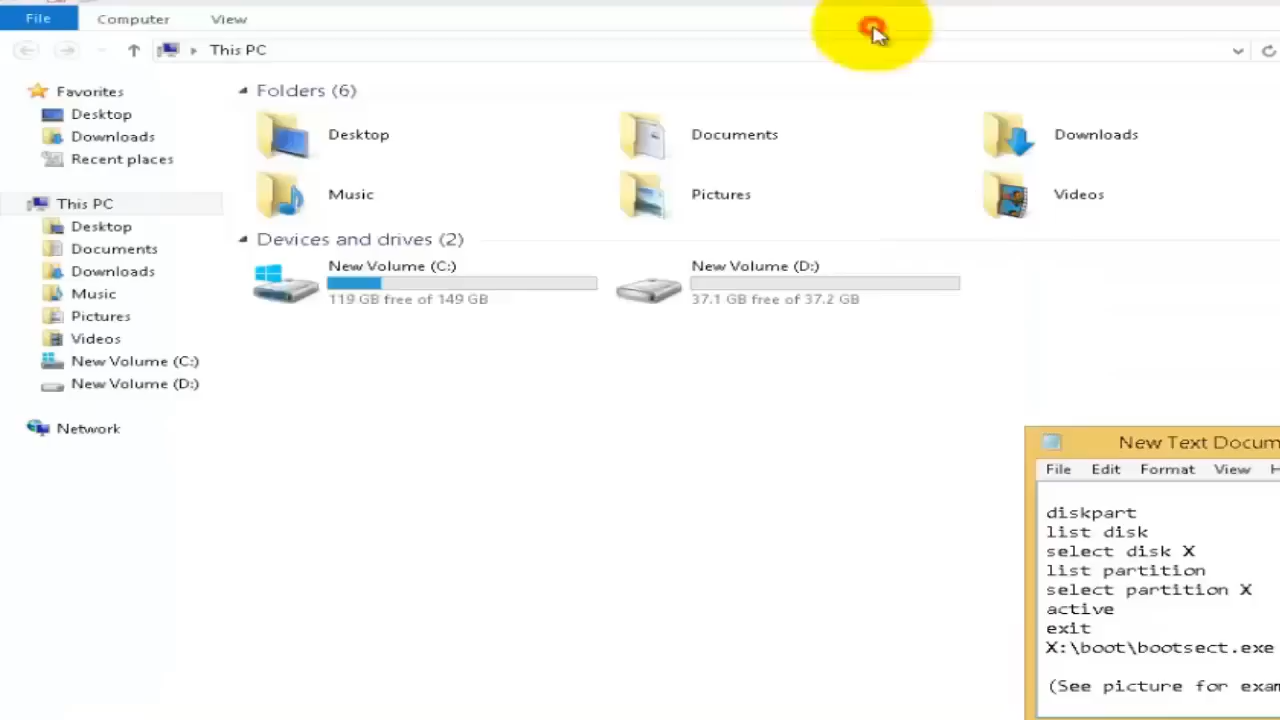 File Computer View
This PC
Favorites
Desktop
Downloads
Recent places
This PC
Desktop
Documents
Downloads
Music
Pictures
Videos
New Volume (C:)
New Volume (D:)
Network
Folders (6)
Desktop Documents Downloads
Music Pictures Videos
Devices and drives (2)
New Volume (C:)
119 GB free of 149 GB
New Volume (D:)
37.1 GB free of 37.2 GB
New Text Docum
File Edit Format View H
diskpart
list disk
select disk X
list partition
select partition X
active
exit
X:\boot\bootsect.exe
(See picture for exam